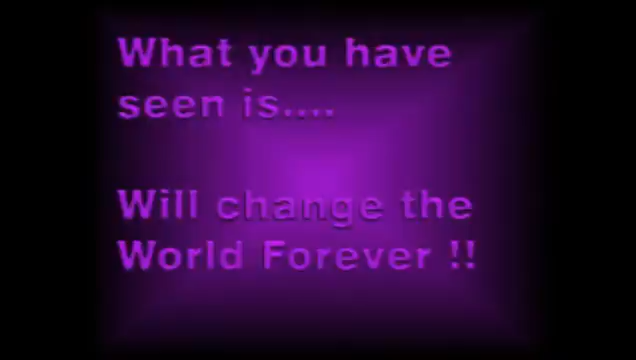 What you have
seen is....
Will change the
World Forever !!